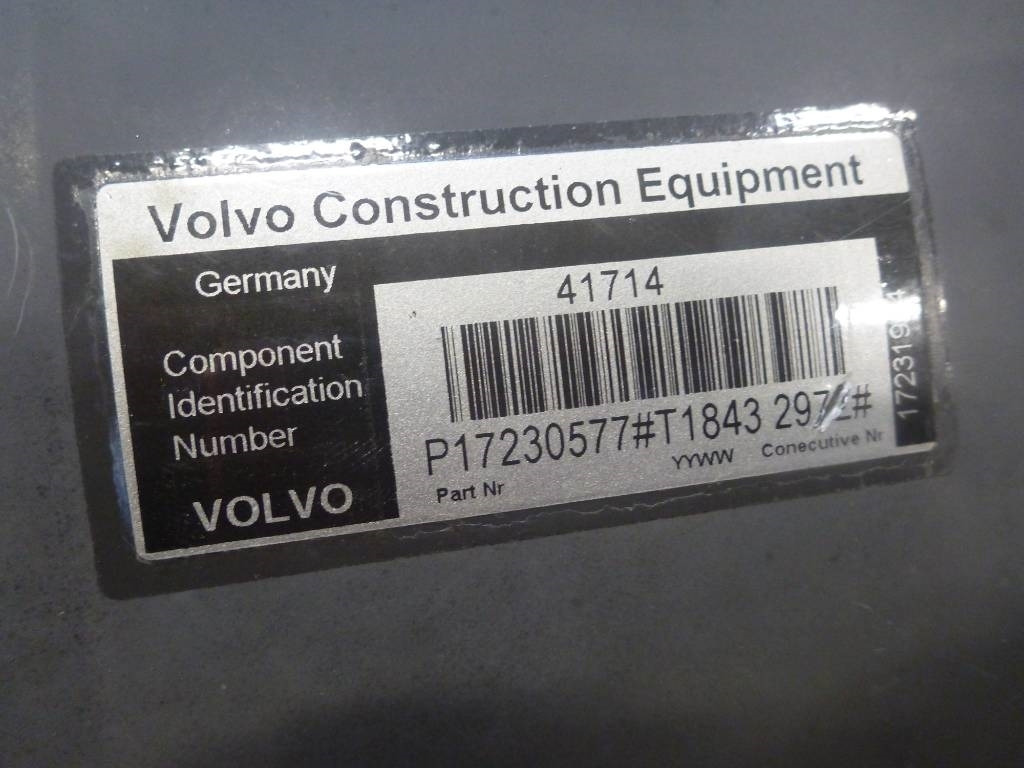 Volvo Construction Equipment
Germany
Component
Identification
Number
VOLVO
41714
P17230577#T1843
YYWW
Conecutive Nr
Part Nr